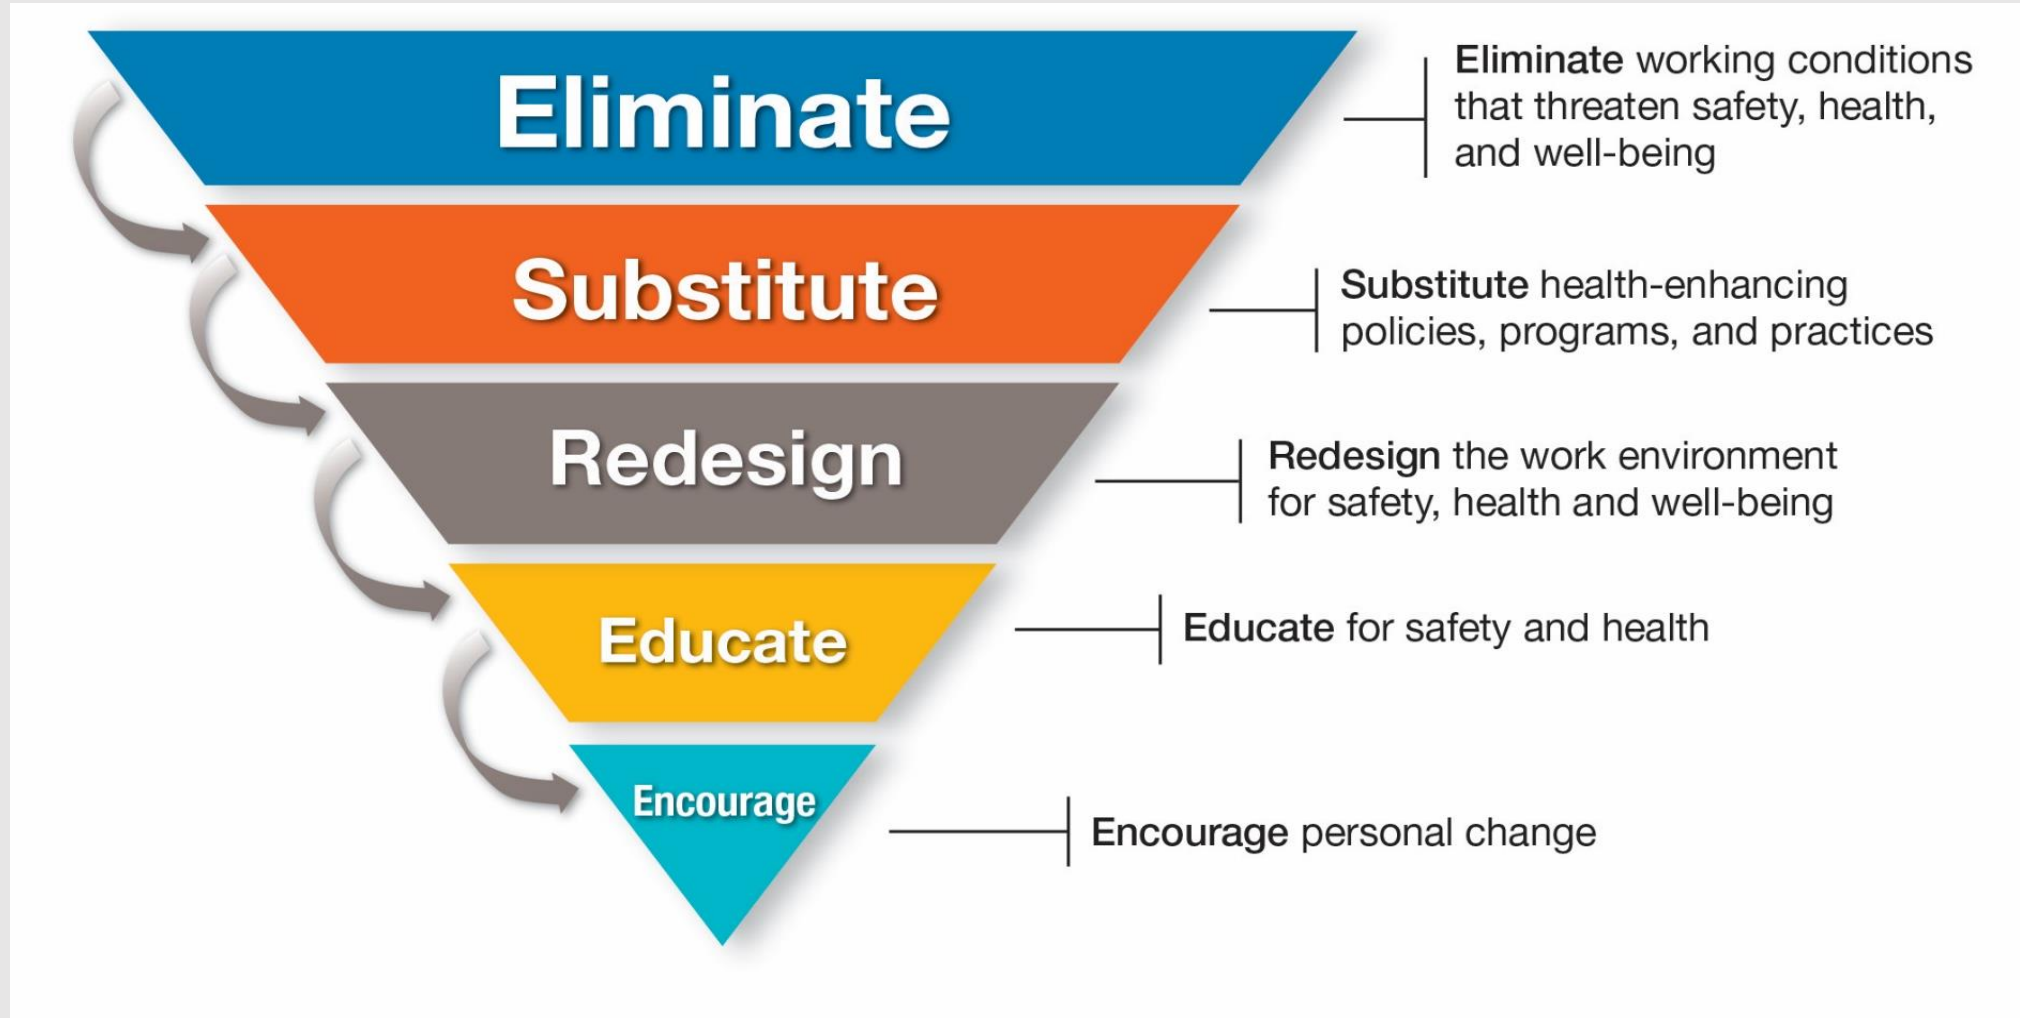 Eliminate
Eliminate working conditions
that threaten safety, health,
and well-being
Substitute
Substitute health-enhancing
policies, programs, and practices
Redesign
Redesign the work environment
for safety, health and well-being
Educate
Educate for safety and health
Encourage
Encourage personal change